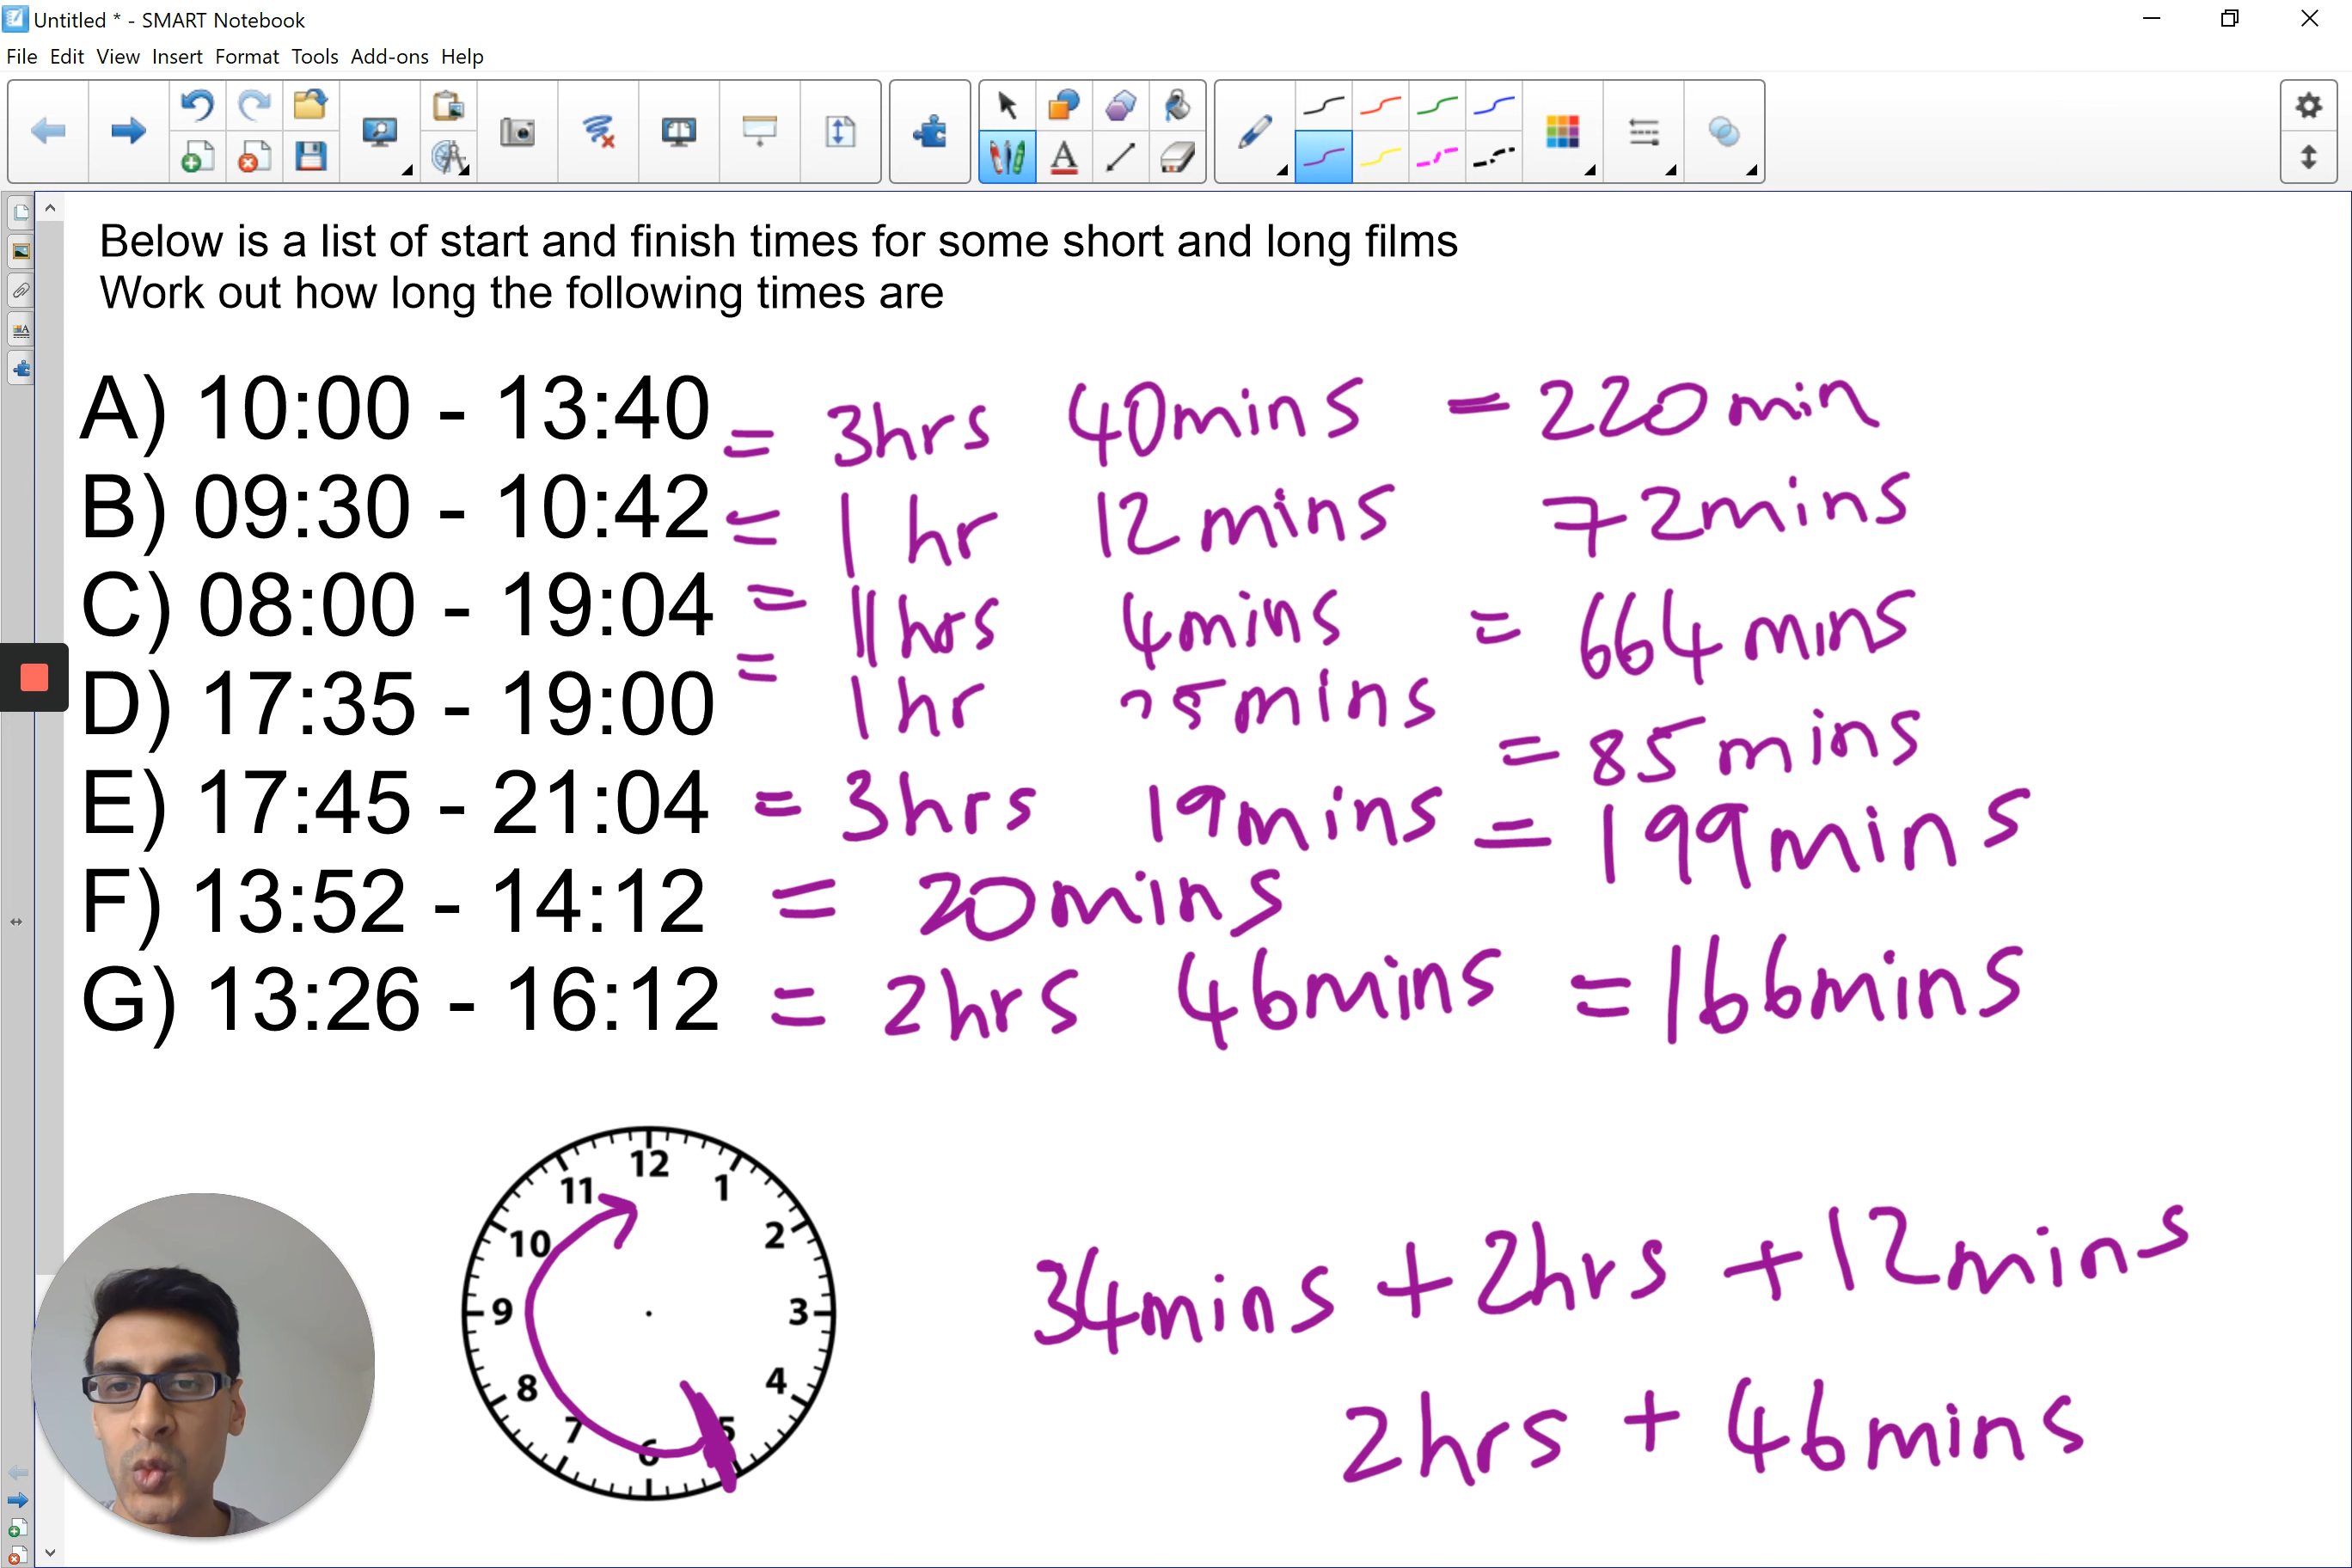 Untitled * - SMART Notebook
File Edit View Insert Format Tools Add-ons Help
Below is a list of start and finish times for some short and long films
Work out how long the following times are
A) 10:00 - 13:40 = 3hrs 40mins = 220min
B) 09:30 - 10:42 = 1 hr 12 mins 72mins
C) 08:00 - 19:04 = 11hrs 4mins = 664 mins
D) 17:35 - 19:00 = 1hr 25mins = 85 mins
E) 17:45 - 21:04 = 3hrs 19mins = 199mins
F) 13:52 - 14:12 = 20mins
G) 13:26 - 16:12 = 2hrs 46mins = 166mins
12
11 1
10 2
9 3
8 4
7 5
6
34mins + 2hrs + 12mins
2hrs + 46mins